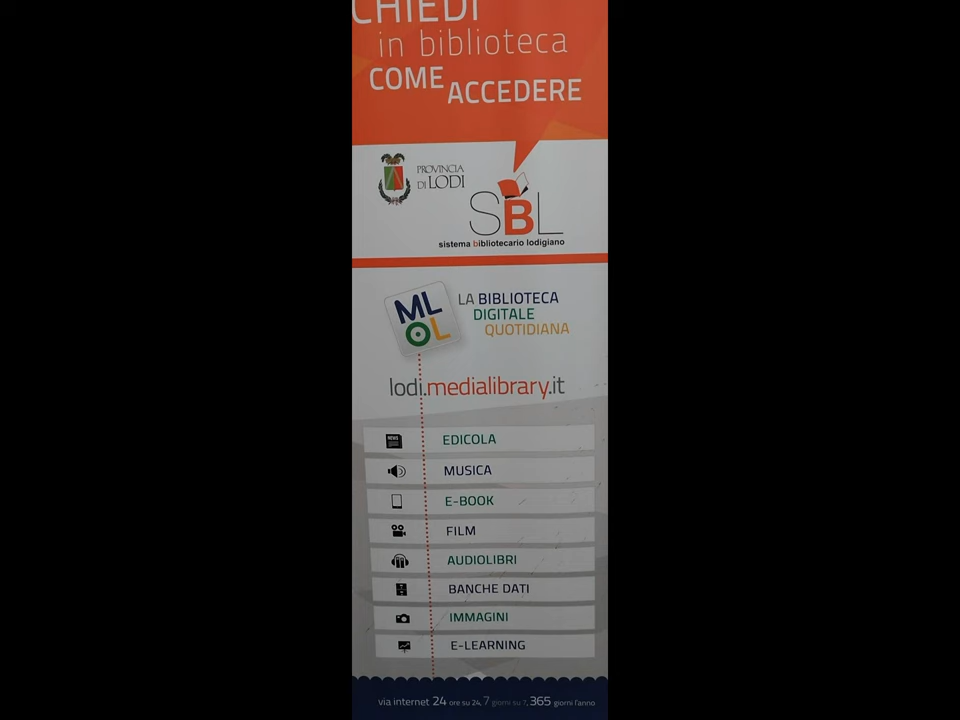 CHIEDI
in biblioteca
COME ACCEDERE
PROVINCIA
DI LODI
SBL
sistema bibliotecario lodigiano
ML
OL
LA BIBLIOTECA
DIGITALE
QUOTIDIANA
lodi.medialibrary.it
NEWS
EDICOLA
MUSICA
E-BOOK
FILM
AUDIOLIBRI
BANCHE DATI
IMMAGINI
E-LEARNING
via internet 24 ore su 24, 7 giorni su 7, 365 giorni l'anno